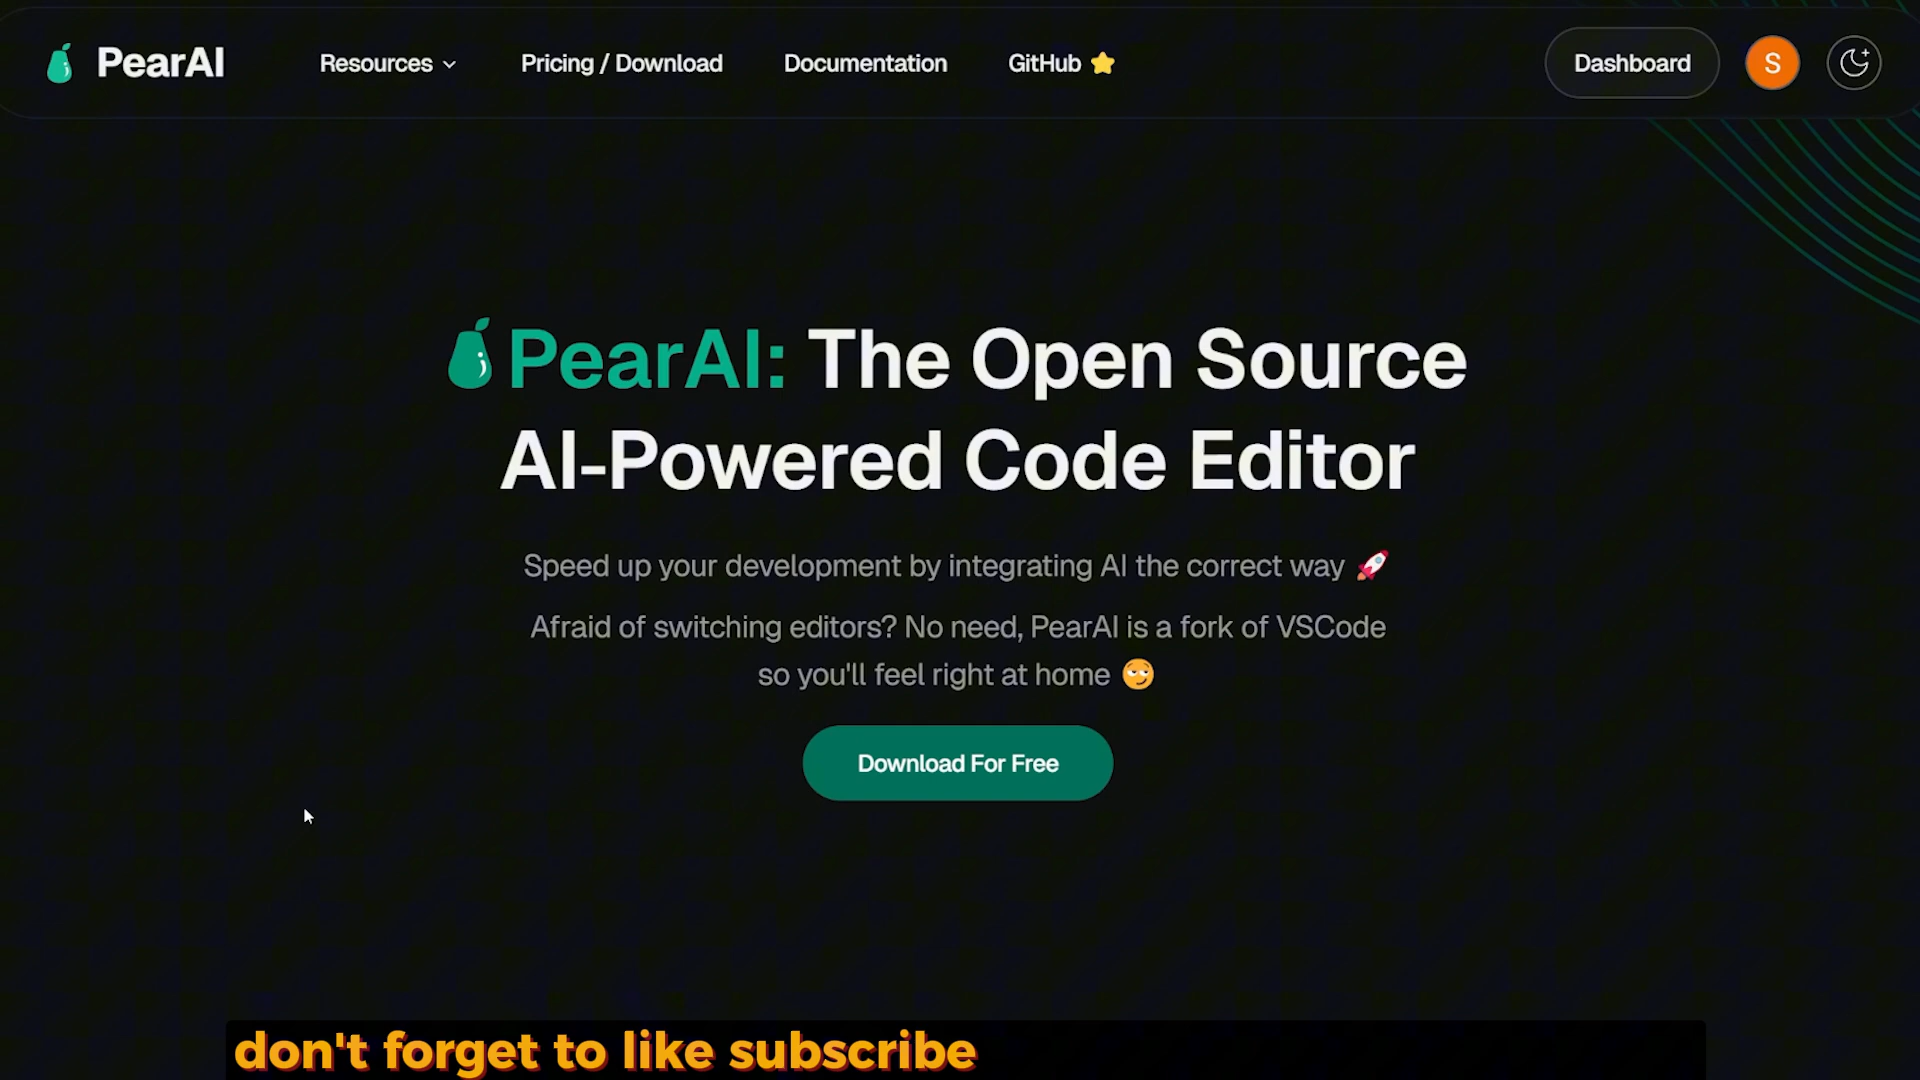 PearAI
Resources
Pricing / Download
Documentation
GitHub ⭐
Dashboard
S
PearAI: The Open Source
AI-Powered Code Editor
Speed up your development by integrating AI the correct way 🚀
Afraid of switching editors? No need, PearAI is a fork of VSCode
so you'll feel right at home 😏
Download For Free
don't forget to like subscribe